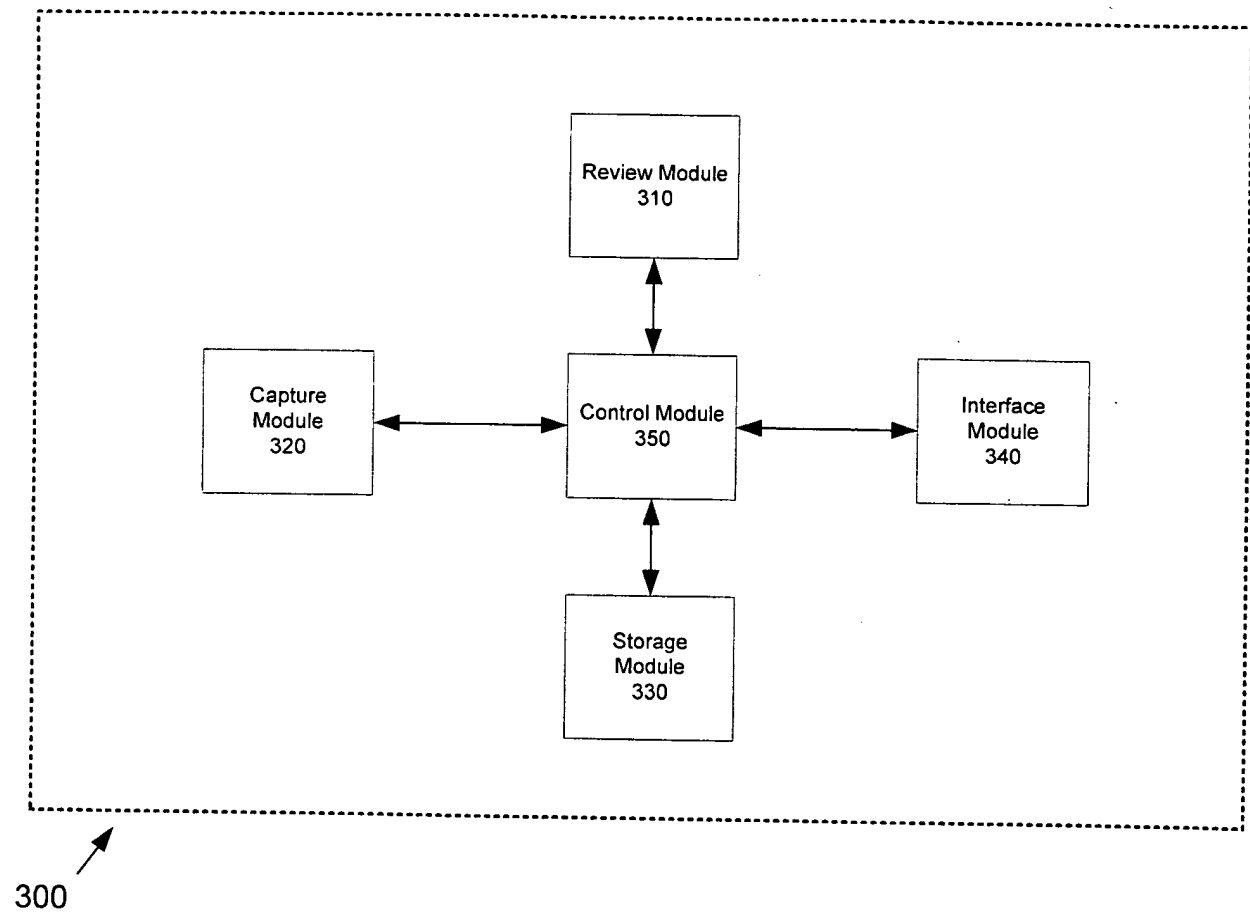 Review Module
310
Capture
Module
320
Control Module
350
Interface
Module
340
Storage
Module
330
300